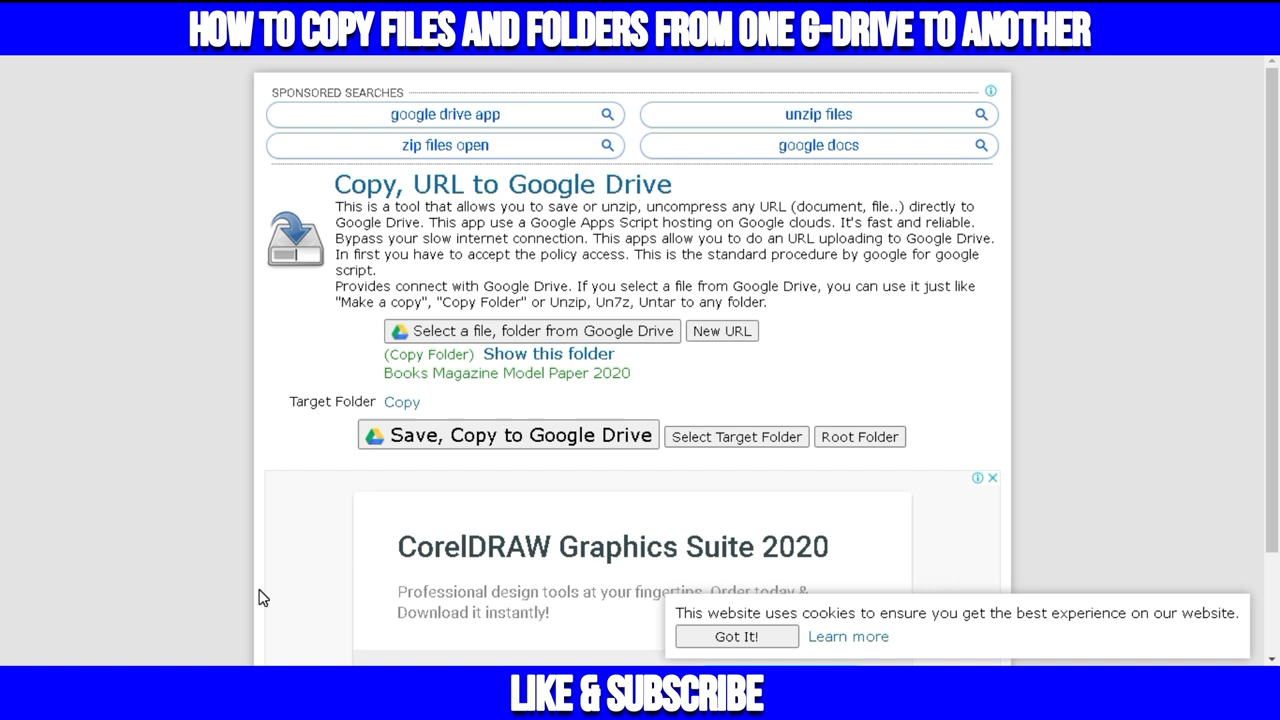 HOW TO COPY FILES AND FOLDERS FROM ONE G-DRIVE TO ANOTHER
SPONSORED SEARCHES
google drive app
unzip files
zip files open
google docs
Copy, URL to Google Drive
This is a tool that allows you to save or unzip, uncompress any URL (document, file..) directly to
Google Drive. This app use a Google Apps Script hosting on Google clouds. It's fast and reliable.
Bypass your slow internet connection. This apps allow you to do an URL uploading to Google Drive.
In first you have to accept the policy access. This is the standard procedure by google for google
script.
Provides connect with Google Drive. If you select a file from Google Drive, you can use it just like
"Make a copy", "Copy Folder" or Unzip, Un7z, Untar to any folder.
Select a file, folder from Google Drive New URL
(Copy Folder) Show this folder
Books Magazine Model Paper 2020
Target Folder Copy
Save, Copy to Google Drive Select Target Folder Root Folder
CorelDRAW Graphics Suite 2020
Professional design tools at your fingertips. Order today &
Download it instantly!
This website uses cookies to ensure you get the best experience on our website.
Got It! Learn more
LIKE & SUBSCRIBE